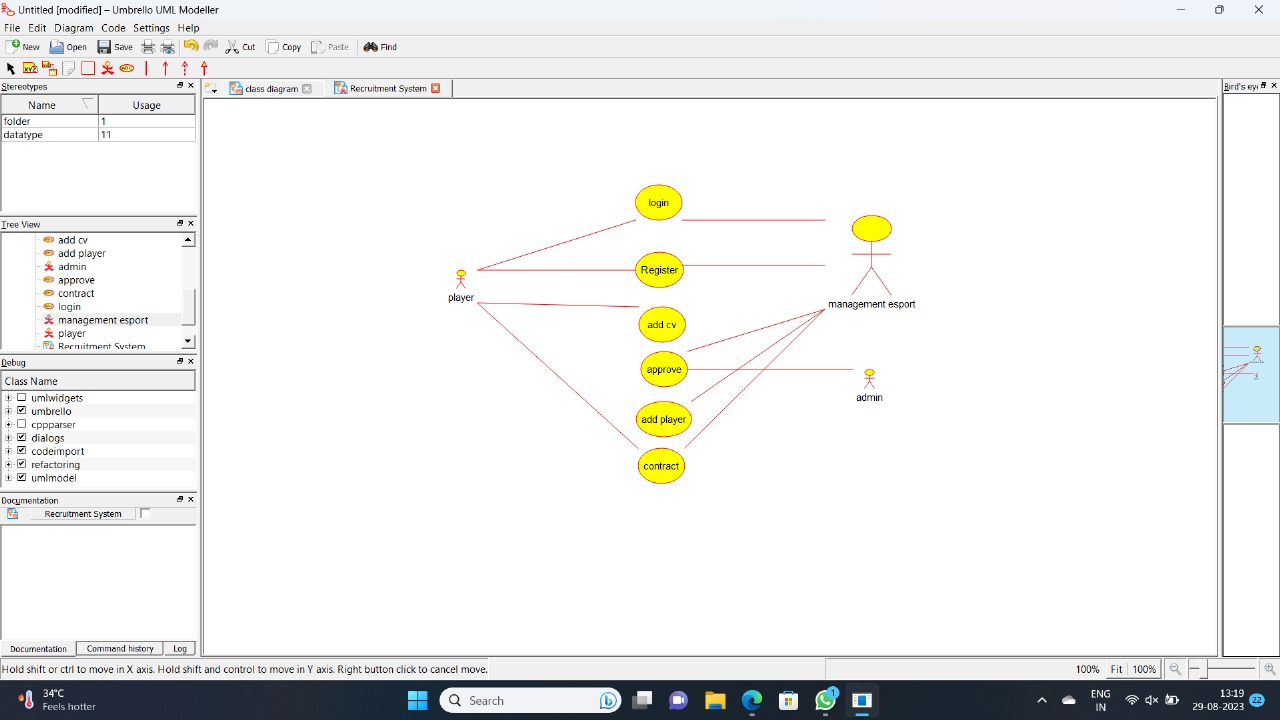 Untitled [modified] – Umbrello UML Modeller
File Edit Diagram Code Settings Help
New Open Save Cut Copy Paste Find
Stereotypes
Name Usage
folder 1
datatype 11
Tree View
add cv
add player
admin
approve
contract
login
management esport
player
Recruitment System
Debug
Class Name
umlwidgets
umbrello
cppparser
dialogs
codeimport
refactoring
umlmodel
Documentation
Recruitment System
Documentation Command history Log
class diagram Recruitment System
login
Register
player
management esport
add cv
approve
admin
add player
contract
Bird's ey
Hold shift or ctrl to move in X axis. Hold shift and control to move in Y axis. Right button click to cancel move.
100% Fit 100%
34°C
Feels hotter
Search
1
ENG
IN
13:19
29-08-2023
22